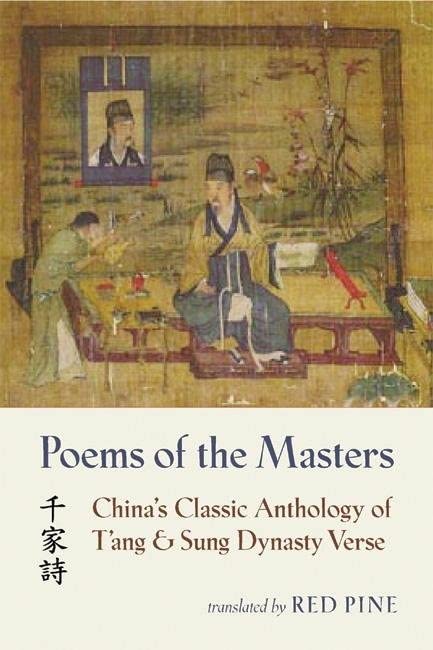 Poems of the Masters
千家詩
China's Classic Anthology of
T'ang & Sung Dynasty Verse
translated by RED PINE